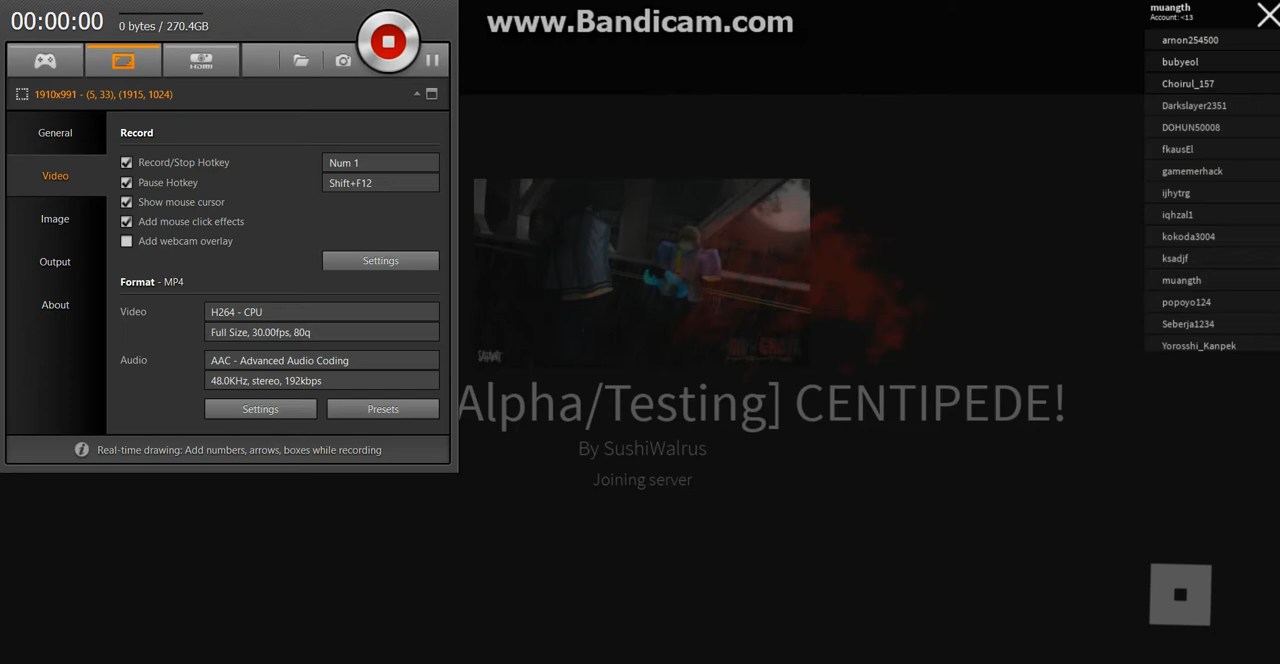 00:00:00
0 bytes / 270.4GB
HDMI
1910x991 - (5, 33), (1915, 1024)
General
Video
Image
Output
About
Record
Record/Stop Hotkey
Num 1
Pause Hotkey
Shift+F12
Show mouse cursor
Add mouse click effects
Add webcam overlay
Settings
Format - MP4
Video
H264 - CPU
Full Size, 30.00fps, 80q
Audio
AAC - Advanced Audio Coding
48.0KHz, stereo, 192kbps
Settings
Presets
Real-time drawing: Add numbers, arrows, boxes while recording
www.Bandicam.com
Alpha/Testing] CENTIPEDE!
By SushiWalrus
Joining server
muangth
Account: <13
arnon254500
bubyeol
Choirul_157
Darkslayer2351
DOHUN50008
fkausEl
gamemerhack
ijhytrg
iqhzal1
kokoda3004
ksadjf
muangth
popoyo124
Seberja1234
Yorosshi_Kanpek